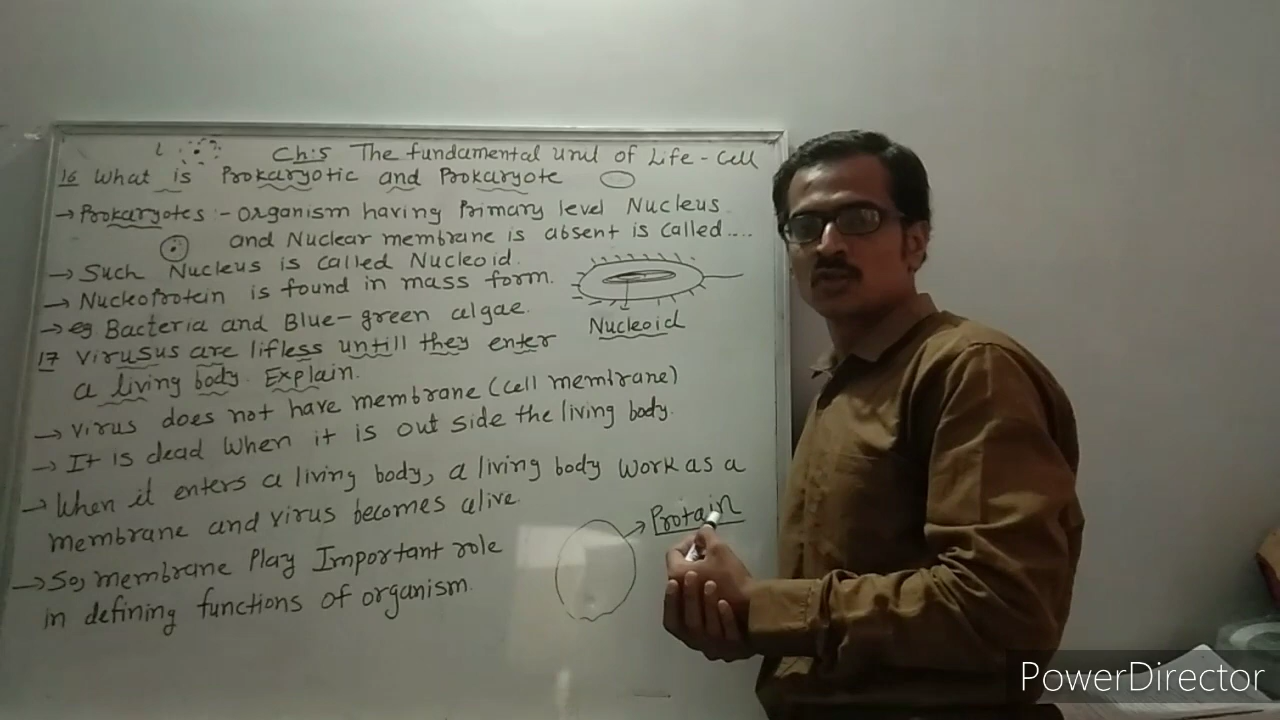 Ch:5 The fundamental unit of Life - Cell
16 What is Prokaryotic and Prokaryote
→ Prokaryotes :- Organism having Primary level Nucleus
and Nuclear membrane is absent is called....
→ Such Nucleus is called Nucleoid.
→ Nucleoprotein is found in mass form.
→ eg Bacteria and Blue-green algae.
Nucleoid
17 Virusus are lifless untill they enter
a living body. Explain.
→ Virus does not have membrane (cell membrane)
→ It is dead when it is out side the living body.
→ When it enters a living body, a living body work as a
membrane and virus becomes alive.
→ So, membrane Play Important role
in defining functions of organism.
Protain
PowerDirector